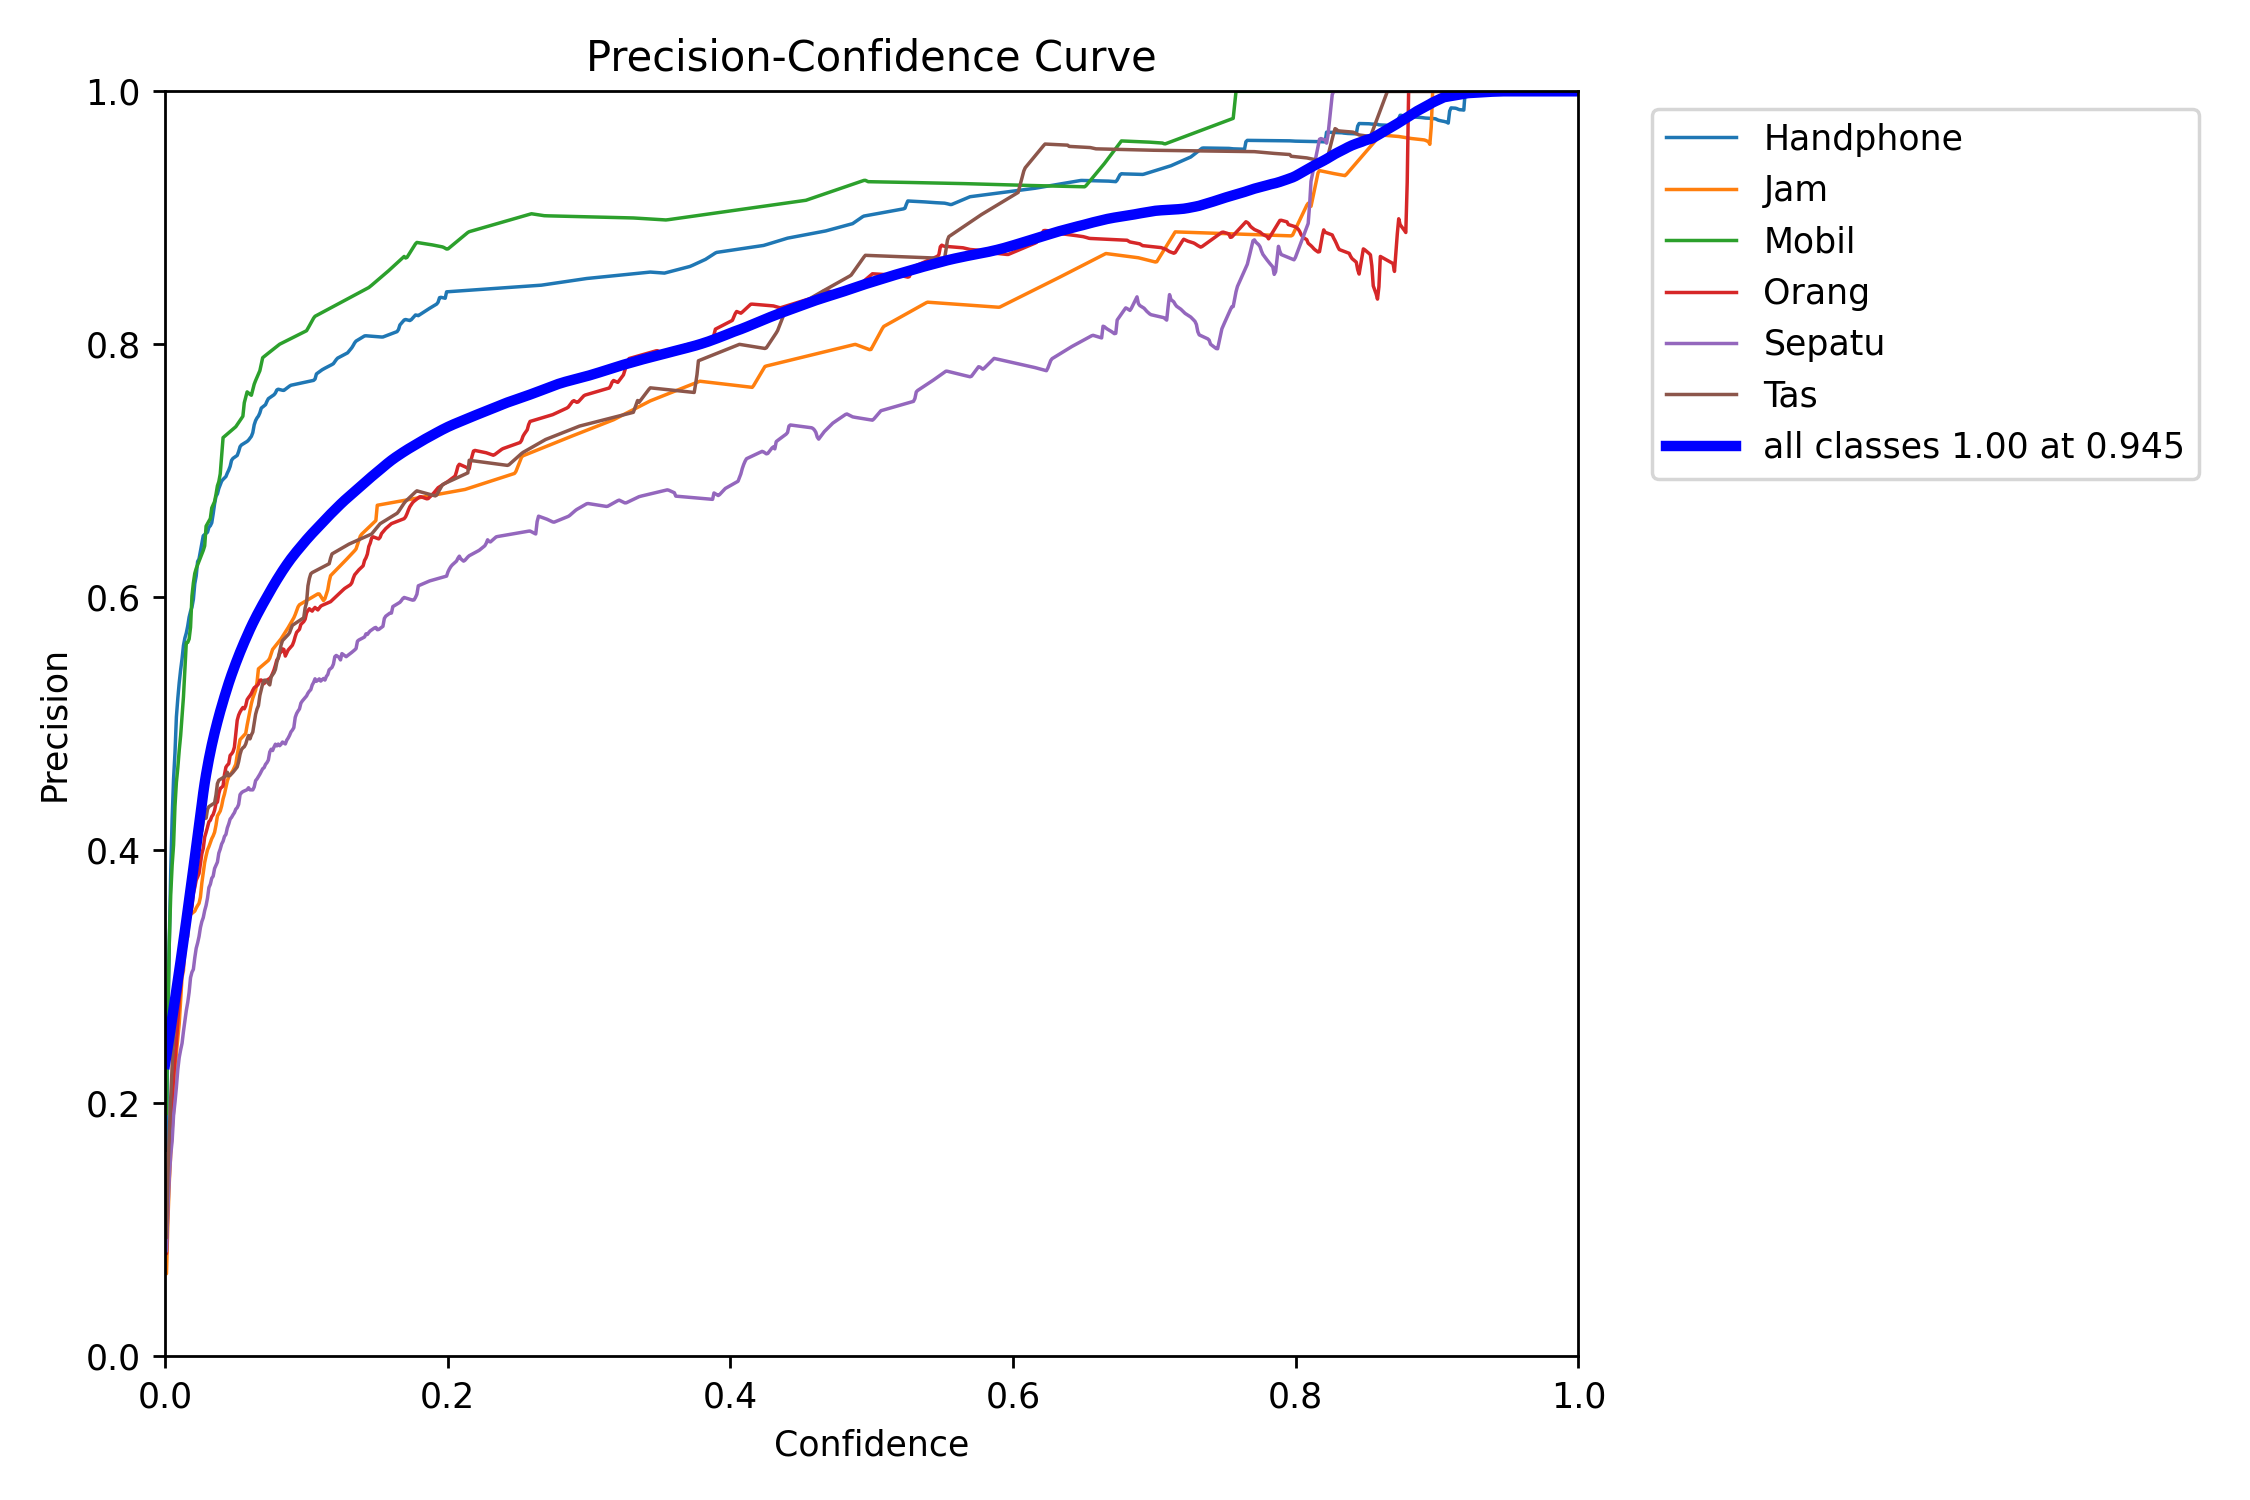 Precision-Confidence Curve
1.0
0.8
0.6
0.4
0.2
0.0
Precision
0.0 0.2 0.4 0.6 0.8 1.0
Confidence
Handphone
Jam
Mobil
Orang
Sepatu
Tas
all classes 1.00 at 0.945